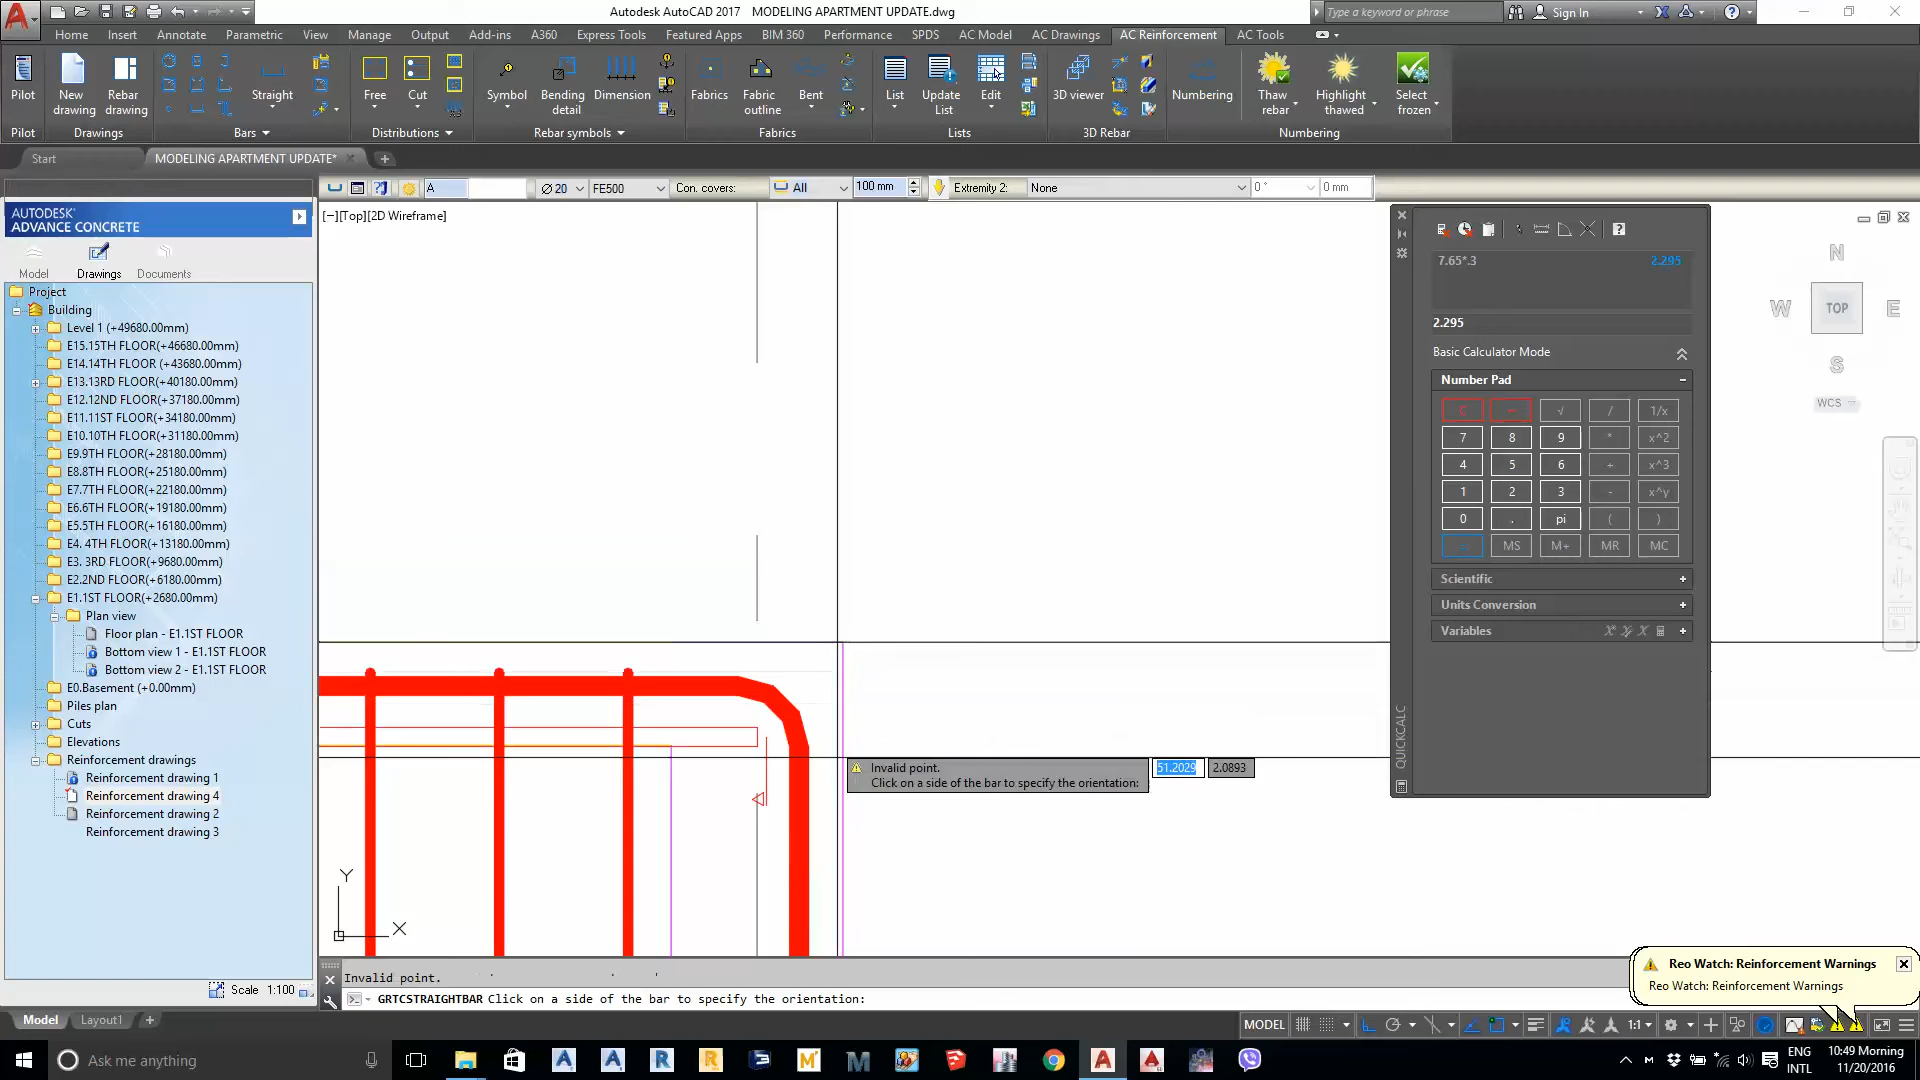 Autodesk AutoCAD 2017 MODELING APARTMENT UPDATE.dwg
Type a keyword or phrase
Sign In
Home Insert Annotate Parametric View Manage Output Add-ins A360 Express Tools Featured Apps BIM 360 Performance SPDS AC Model AC Drawings AC Reinforcement AC Tools
Pilot New drawing Rebar drawing Straight Free Cut Symbol Bending detail Dimension Fabrics Fabric outline Bent List Update List Edit 3D viewer Numbering Thaw rebar Highlight thawed Select frozen
Pilot Drawings Bars Distributions Rebar symbols Fabrics Lists 3D Rebar Numbering
Start MODELING APARTMENT UPDATE*
A 20 FE500 Con. covers: All 100 mm Extremity 2: None 0° 0 mm
AUTODESK®
ADVANCE CONCRETE
Model Drawings Documents
Project
Building
Level 1 (+49680.00mm)
E15.15TH FLOOR(+46680.00mm)
E14.14TH FLOOR (+43680.00mm)
E13.13RD FLOOR(+40180.00mm)
E12.12ND FLOOR(+37180.00mm)
E11.11ST FLOOR(+34180.00mm)
E10.10TH FLOOR(+31180.00mm)
E9.9TH FLOOR(+28180.00mm)
E8.8TH FLOOR(+25180.00mm)
E7.7TH FLOOR(+22180.00mm)
E6.6TH FLOOR(+19180.00mm)
E5.5TH FLOOR(+16180.00mm)
E4. 4TH FLOOR(+13180.00mm)
E3. 3RD FLOOR(+9680.00mm)
E2.2ND FLOOR(+6180.00mm)
E1.1ST FLOOR(+2680.00mm)
Plan view
Floor plan - E1.1ST FLOOR
Bottom view 1 - E1.1ST FLOOR
Bottom view 2 - E1.1ST FLOOR
E0.Basement (+0.00mm)
Piles plan
Cuts
Elevations
Reinforcement drawings
Reinforcement drawing 1
Reinforcement drawing 4
Reinforcement drawing 2
Reinforcement drawing 3
Scale 1:100
[−][Top][2D Wireframe]
7.65*.3 2.295
2.295
Basic Calculator Mode
Number Pad
C √ / 1/x
7 8 9 * x^2
4 5 6 + x^3
1 2 3 - x^y
0 . pi ( )
= MS M+ MR MC
Scientific
Units Conversion
Variables
QUICKCALC
N
W TOP E
S
WCS
Invalid point.
Click on a side of the bar to specify the orientation: 51.2029 2.0893
Y
X
Invalid point.
GRTCSTRAIGHTBAR Click on a side of the bar to specify the orientation:
Reo Watch: Reinforcement Warnings
Reo Watch: Reinforcement Warnings
Model Layout1
MODEL 1:1
Ask me anything
ENG
INTL
10:49 Morning
11/20/2016